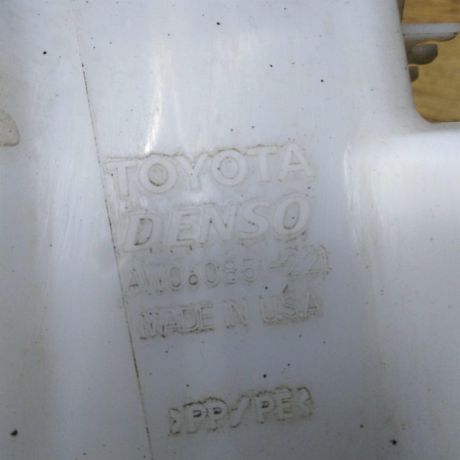 TOYOTA
DENSO
MADE IN U.S.A
>PP/PE<